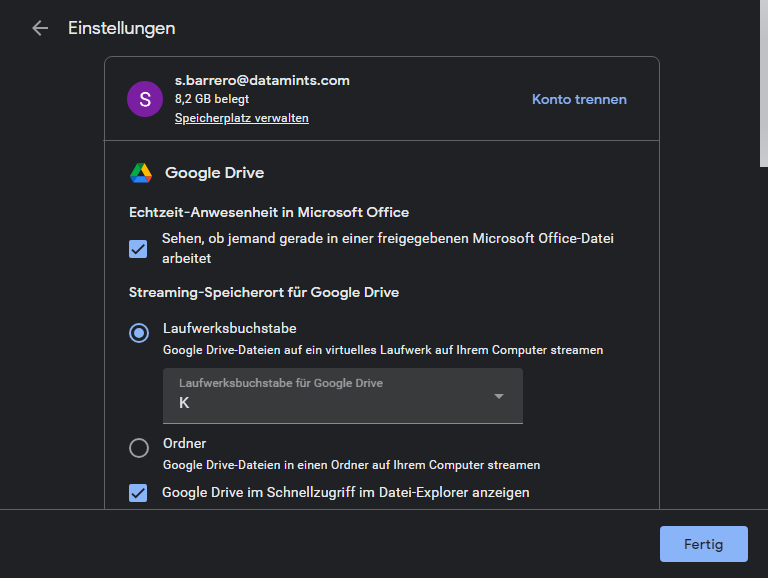 Einstellungen
S
s.barrero@datamints.com
8,2 GB belegt
Speicherplatz verwalten
Konto trennen
Google Drive
Echtzeit-Anwesenheit in Microsoft Office
Sehen, ob jemand gerade in einer freigegebenen Microsoft Office-Datei
arbeitet
Streaming-Speicherort für Google Drive
Laufwerksbuchstabe
Google Drive-Dateien auf ein virtuelles Laufwerk auf Ihrem Computer streamen
Laufwerksbuchstabe für Google Drive
K
Ordner
Google Drive-Dateien in einen Ordner auf Ihrem Computer streamen
Google Drive im Schnellzugriff im Datei-Explorer anzeigen
Fertig